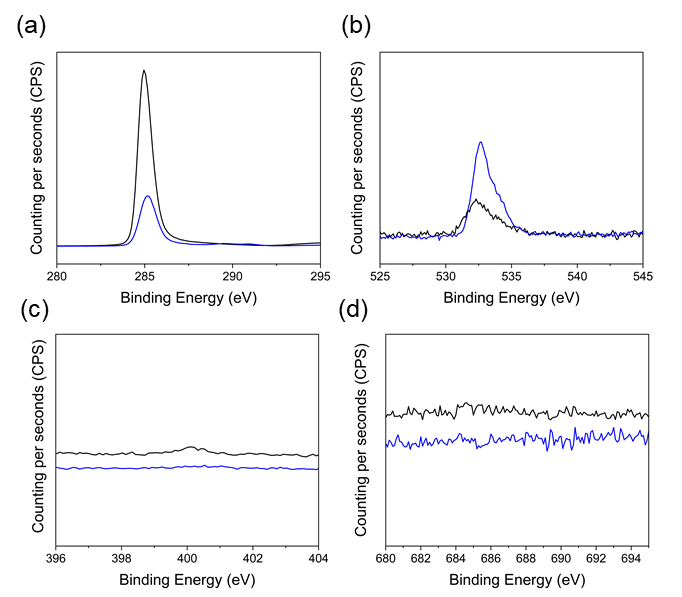 (a)
Counting per seconds (CPS)
280 285 290 295
Binding Energy (eV)
(b)
Counting per seconds (CPS)
525 530 535 540 545
Binding Energy (eV)
(c)
Counting per seconds (CPS)
396 398 400 402 404
Binding Energy (eV)
(d)
Counting per seconds (CPS)
680 682 684 686 688 690 692 694
Binding Energy (eV)